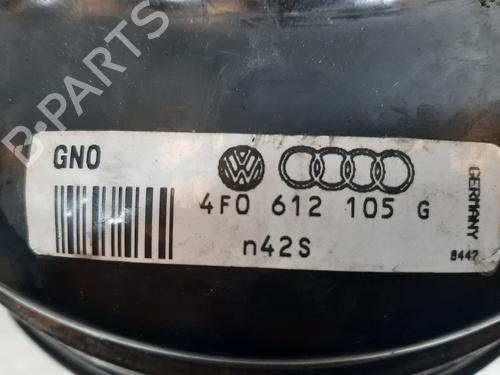 B-PARTS
GNO
4F0 612 105 G
n42S
GERMANY
8447